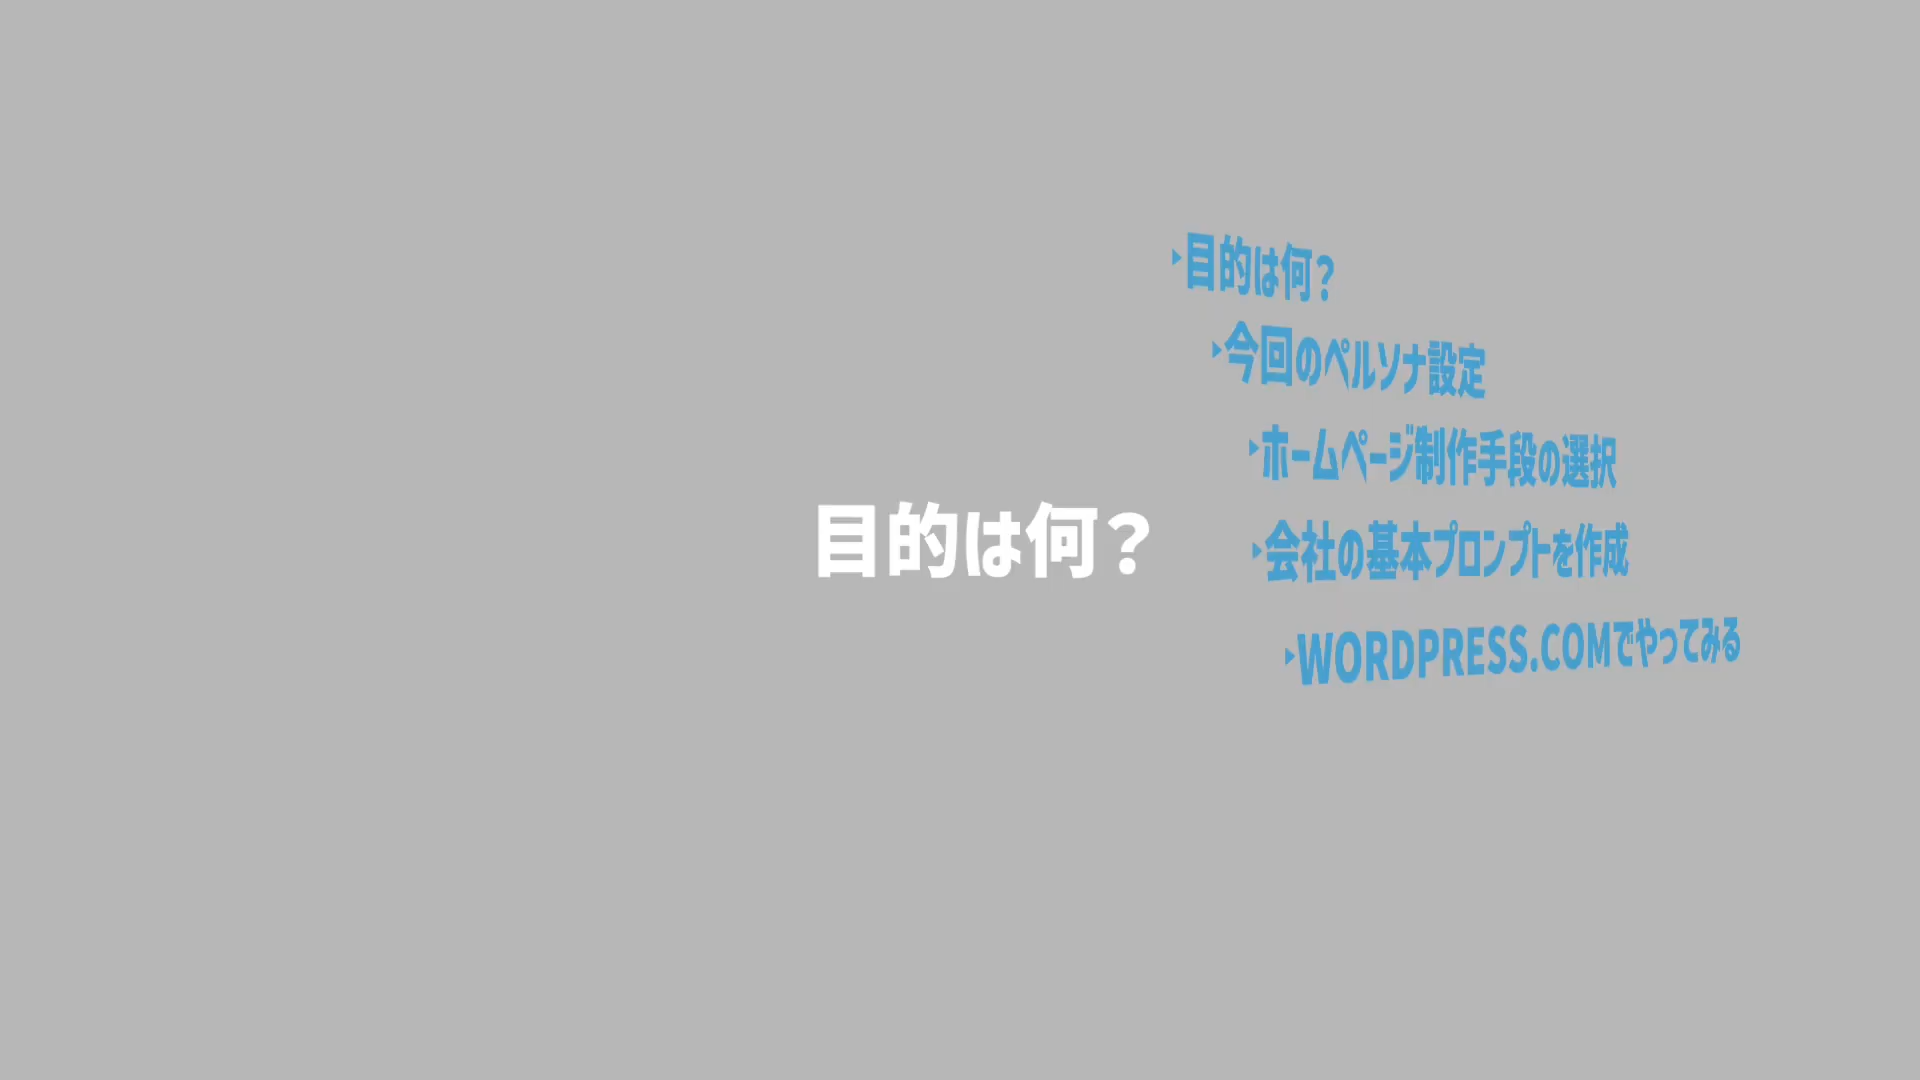 目的は何？
▸目的は何？
▸今回のペルソナ設定
▸ホームページ制作手段の選択
▸会社の基本プロンプトを作成
▸WORDPRESS.COMでやってみる